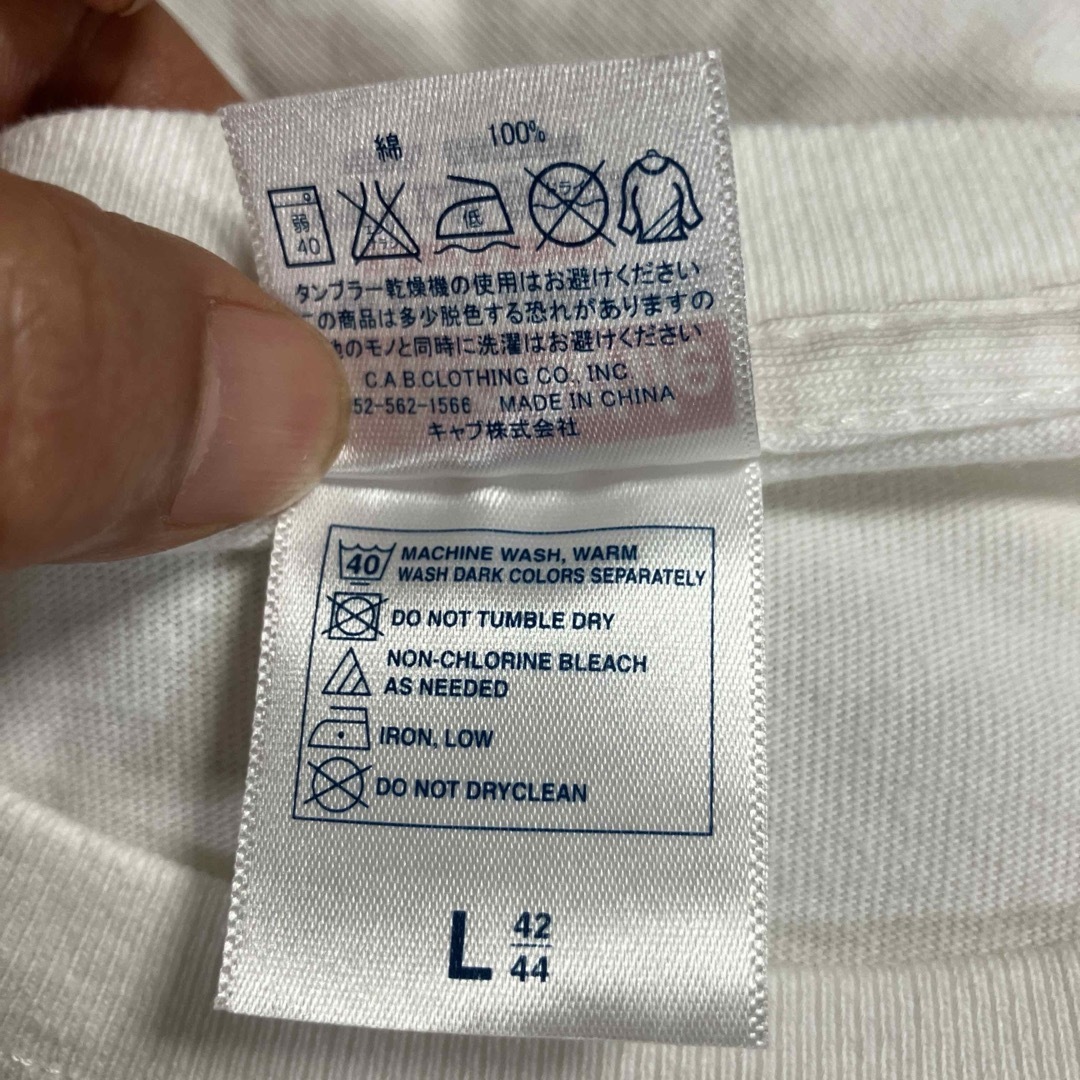 綿 100%
弱
40
低
タンブラー乾燥機の使用はお避けください
の商品は多少脱色する恐れがありますの
他のモノと同時に洗濯はお避けください
C.A.B.CLOTHING CO., INC
52-562-1566 MADE IN CHINA
キャブ株式会社
40 MACHINE WASH, WARM
WASH DARK COLORS SEPARATELY
DO NOT TUMBLE DRY
NON-CHLORINE BLEACH
AS NEEDED
IRON, LOW
DO NOT DRYCLEAN
L 42
44